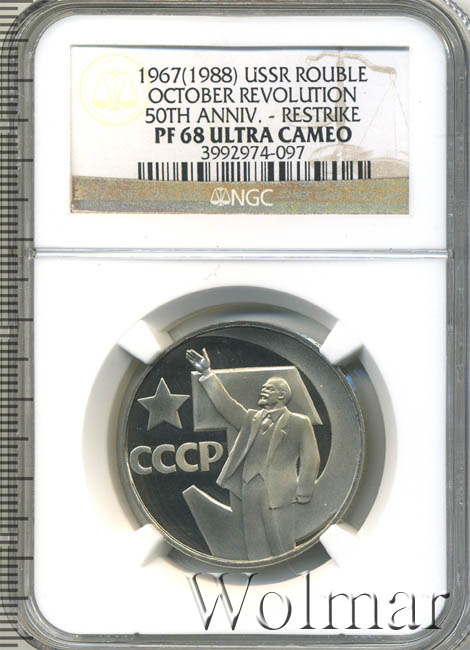 1967(1988) USSR ROUBLE
OCTOBER REVOLUTION
50TH ANNIV. - RESTRIKE
PF 68 ULTRA CAMEO
3992974-097
NGC
СССР
Wolmar